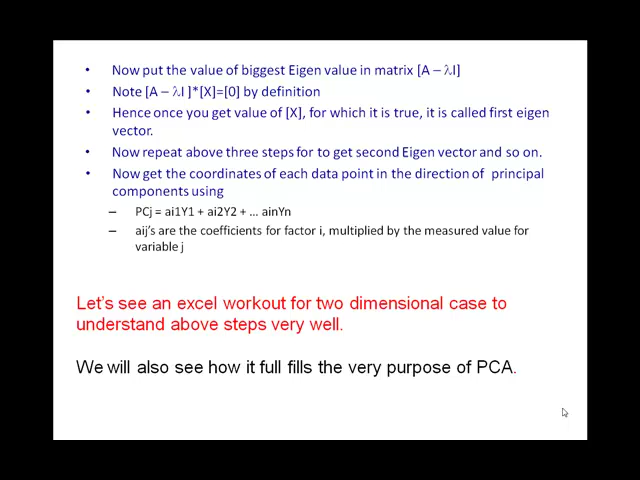 • Now put the value of biggest Eigen value in matrix [A – λI]
• Note [A – λI ]*[X]=[0] by definition
• Hence once you get value of [X], for which it is true, it is called first eigen
vector.
• Now repeat above three steps for to get second Eigen vector and so on.
• Now get the coordinates of each data point in the direction of principal
components using
– PCj = ai1Y1 + ai2Y2 + … ainYn
– aij's are the coefficients for factor i, multiplied by the measured value for
variable j
Let's see an excel workout for two dimensional case to
understand above steps very well.
We will also see how it full fills the very purpose of PCA.